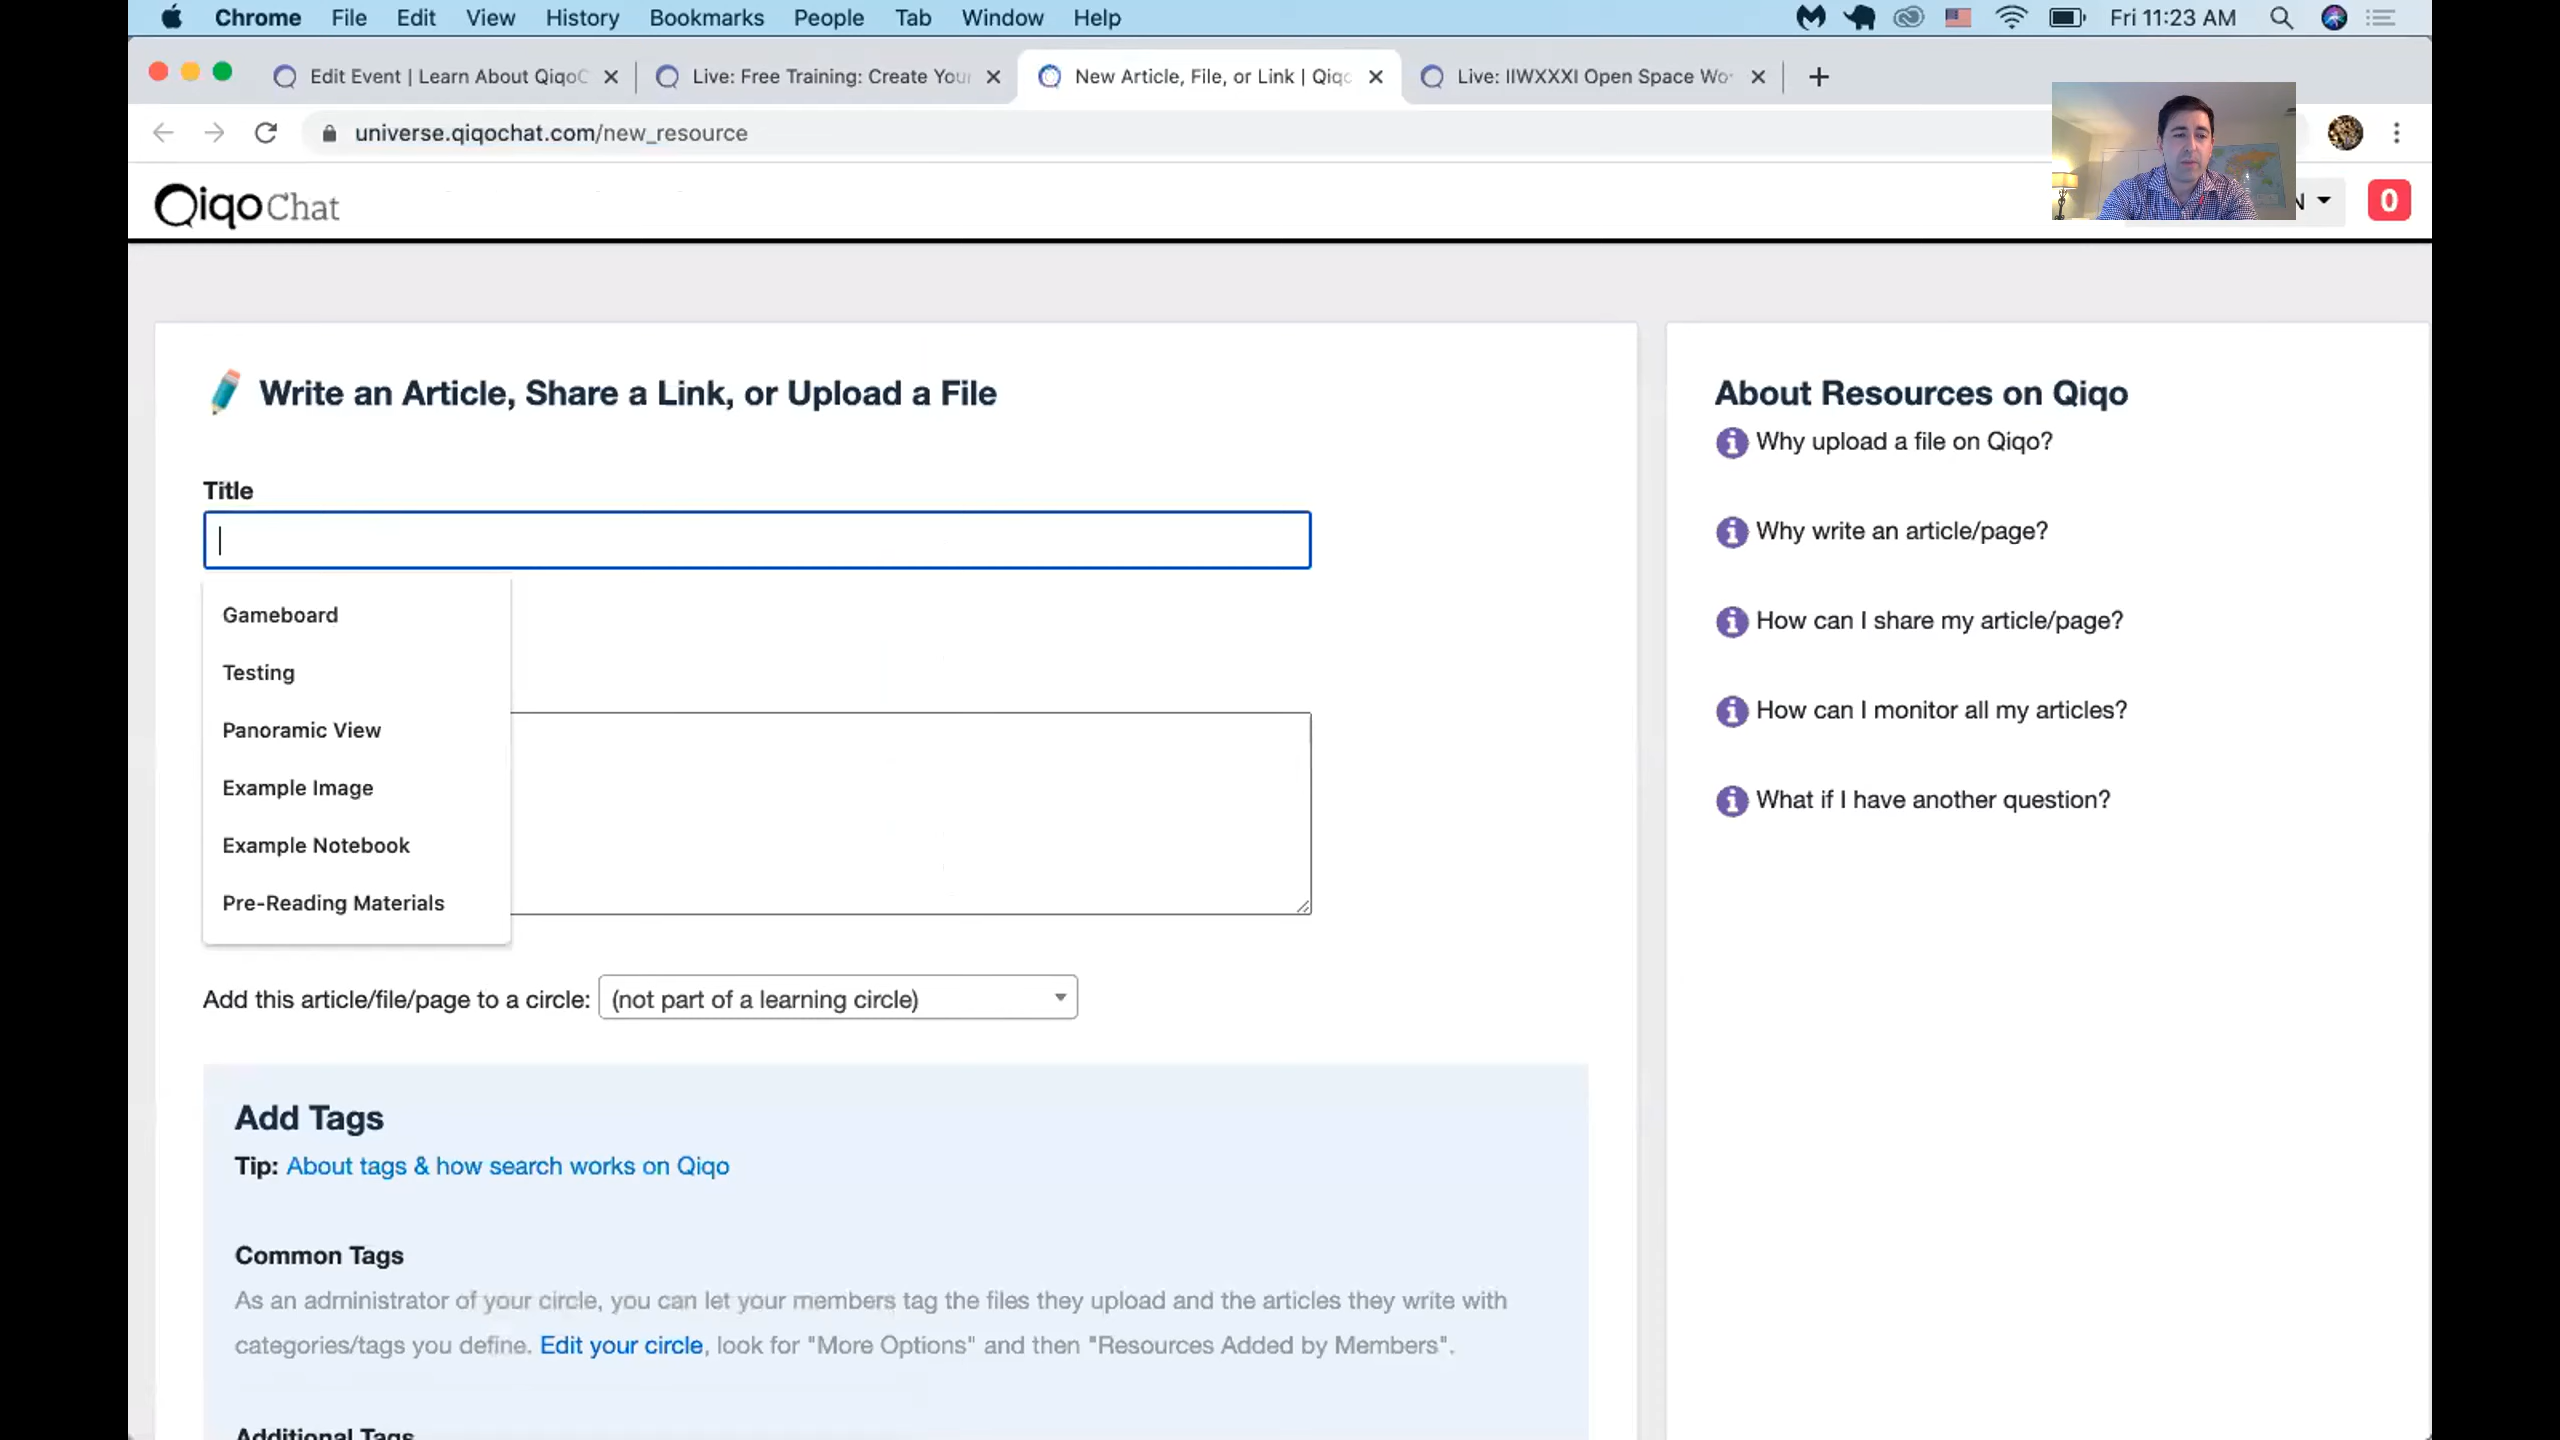 Chrome File Edit View History Bookmarks People Tab Window Help Fri 11:23 AM
Edit Event | Learn About QiqoC Live: Free Training: Create Your New Article, File, or Link | Qiqo Live: IIWXXXI Open Space Wo
universe.qiqochat.com/new_resource
QiqoChat
0
Write an Article, Share a Link, or Upload a File
Title
Gameboard
Testing
Panoramic View
Example Image
Example Notebook
Pre-Reading Materials
Add this article/file/page to a circle: (not part of a learning circle)
Add Tags
Tip: About tags & how search works on Qiqo
Common Tags
As an administrator of your circle, you can let your members tag the files they upload and the articles they write with
categories/tags you define. Edit your circle, look for "More Options" and then "Resources Added by Members".
Additional Tags
About Resources on Qiqo
Why upload a file on Qiqo?
Why write an article/page?
How can I share my article/page?
How can I monitor all my articles?
What if I have another question?